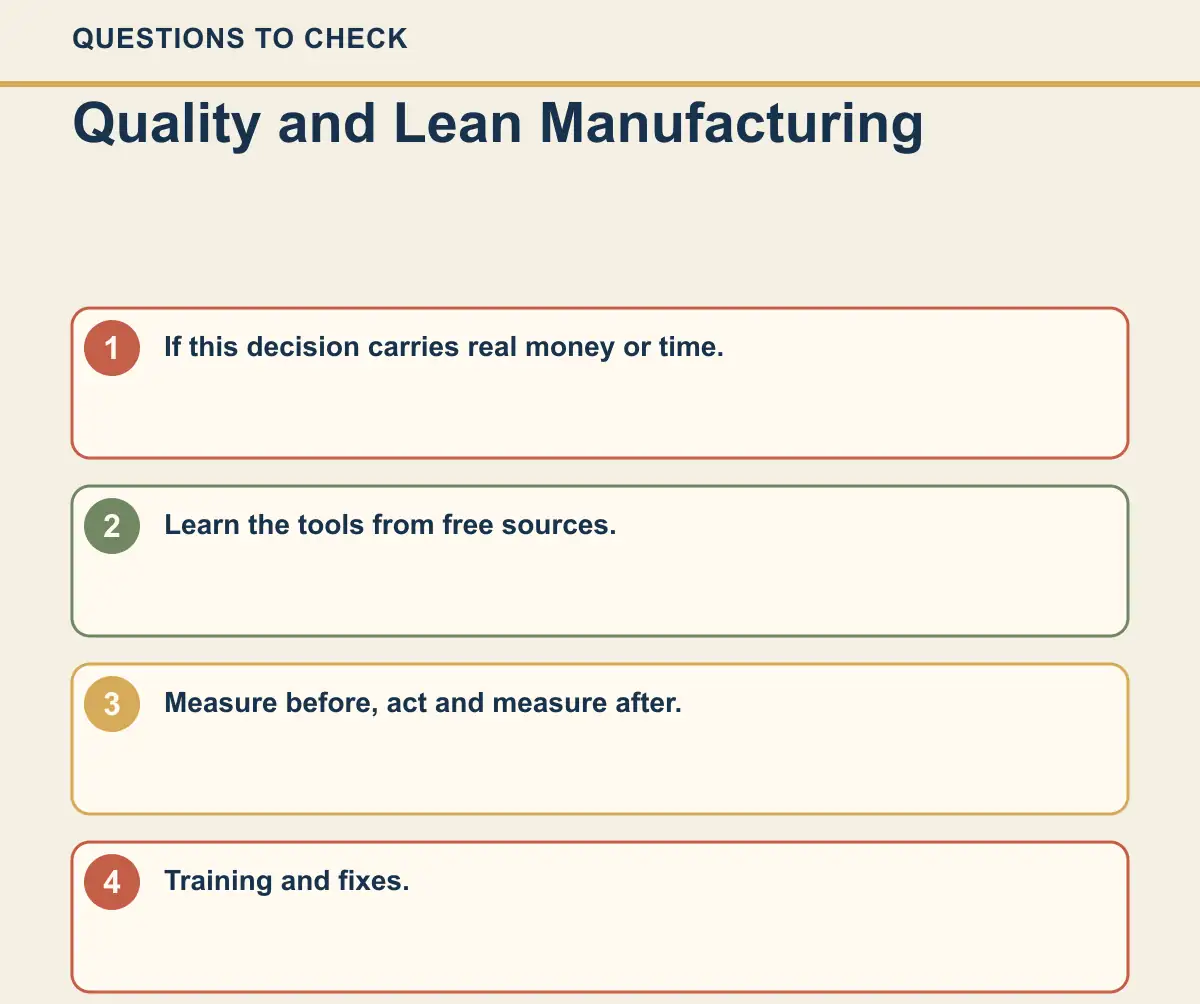 QUESTIONS TO CHECK
Quality and Lean Manufacturing
1
If this decision carries real money or time.
2
Learn the tools from free sources.
3
Measure before, act and measure after.
4
Training and fixes.